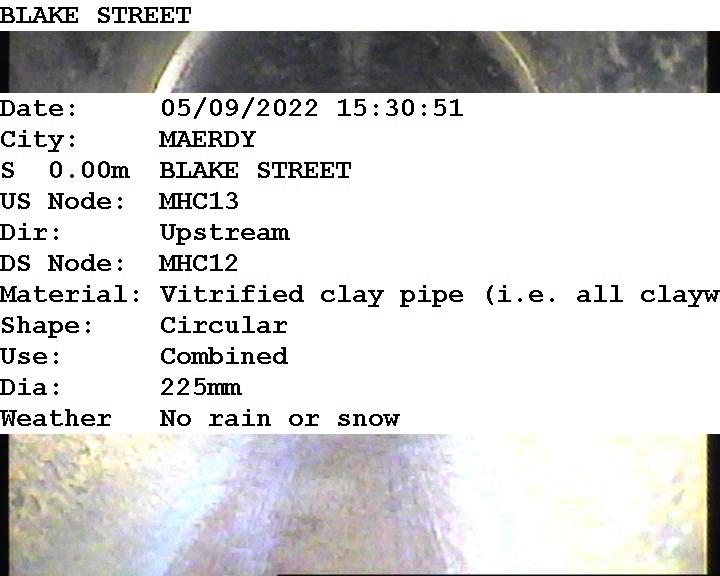 BLAKE STREET
Date: 05/09/2022 15:30:51
City: MAERDY
S 0.00m BLAKE STREET
US Node: MHC13
Dir: Upstream
DS Node: MHC12
Material: Vitrified clay pipe (i.e. all clayw
Shape: Circular
Use: Combined
Dia: 225mm
Weather No rain or snow